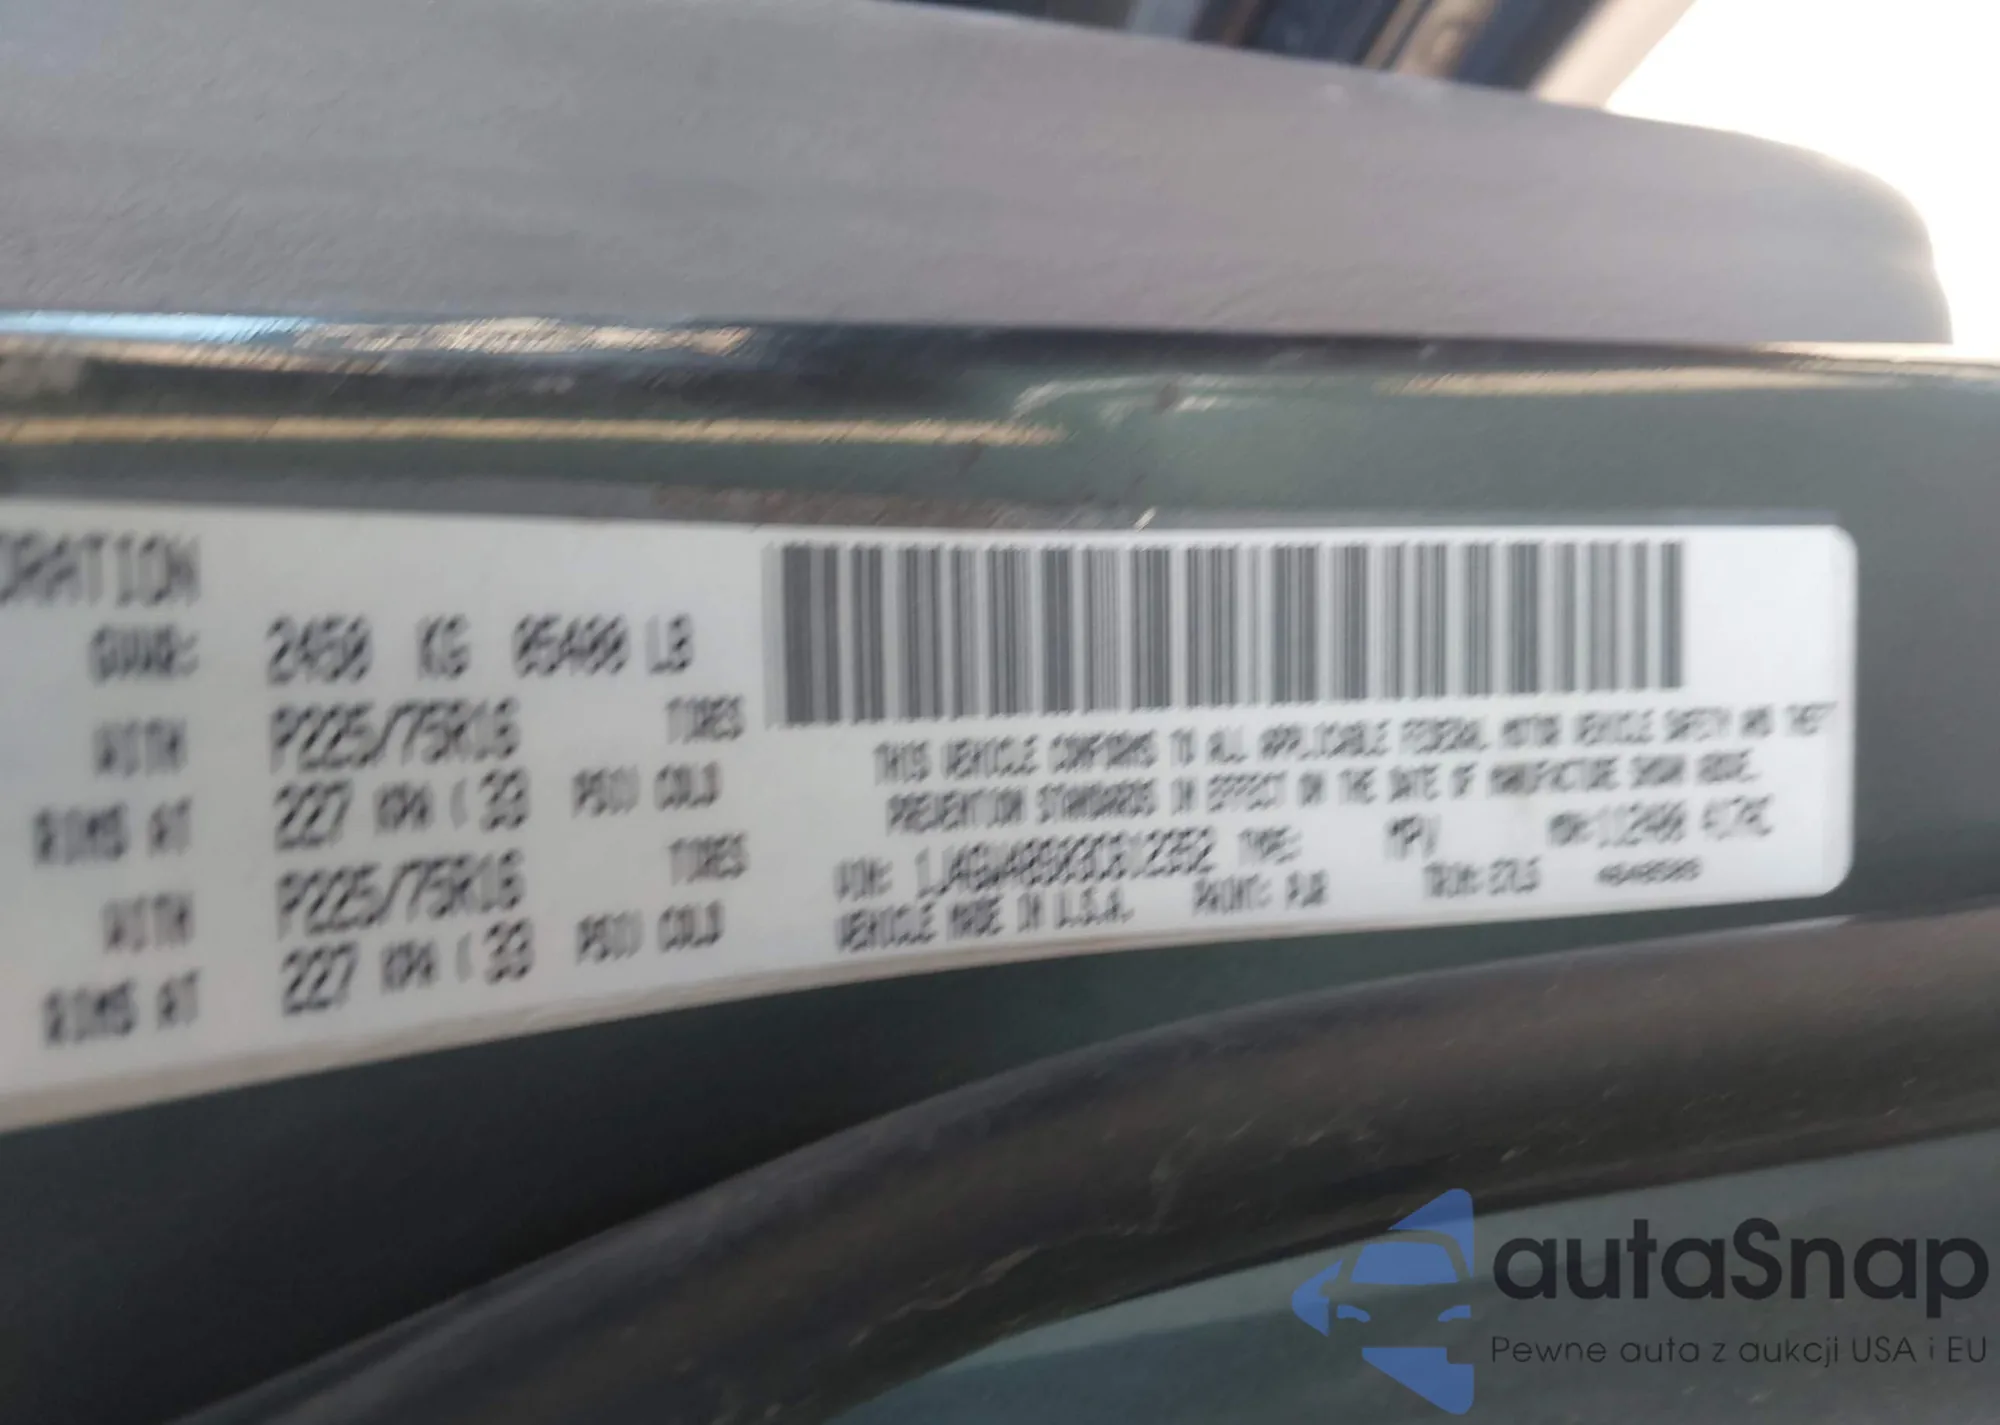 ORATION
GVWR: 2450 KG 05400 LB
WITH P225/75R16 TIRES
RIMS AT 227 KPA ( 33 PSI) COLD
WITH P225/75R16 TIRES
RIMS AT 227 KPA ( 33 PSI) COLD
THIS VEHICLE CONFORMS TO ALL APPLICABLE FEDERAL MOTOR VEHICLE SAFETY AND THEFT
PREVENTION STANDARDS IN EFFECT ON THE DATE OF MANUFACTURE SHOWN ABOVE.
VIN: TYPE: MPV
VEHICLE MADE IN U.S.A. PAINT: TRIM:
autaSnap
Pewne auta z aukcji USA i EU